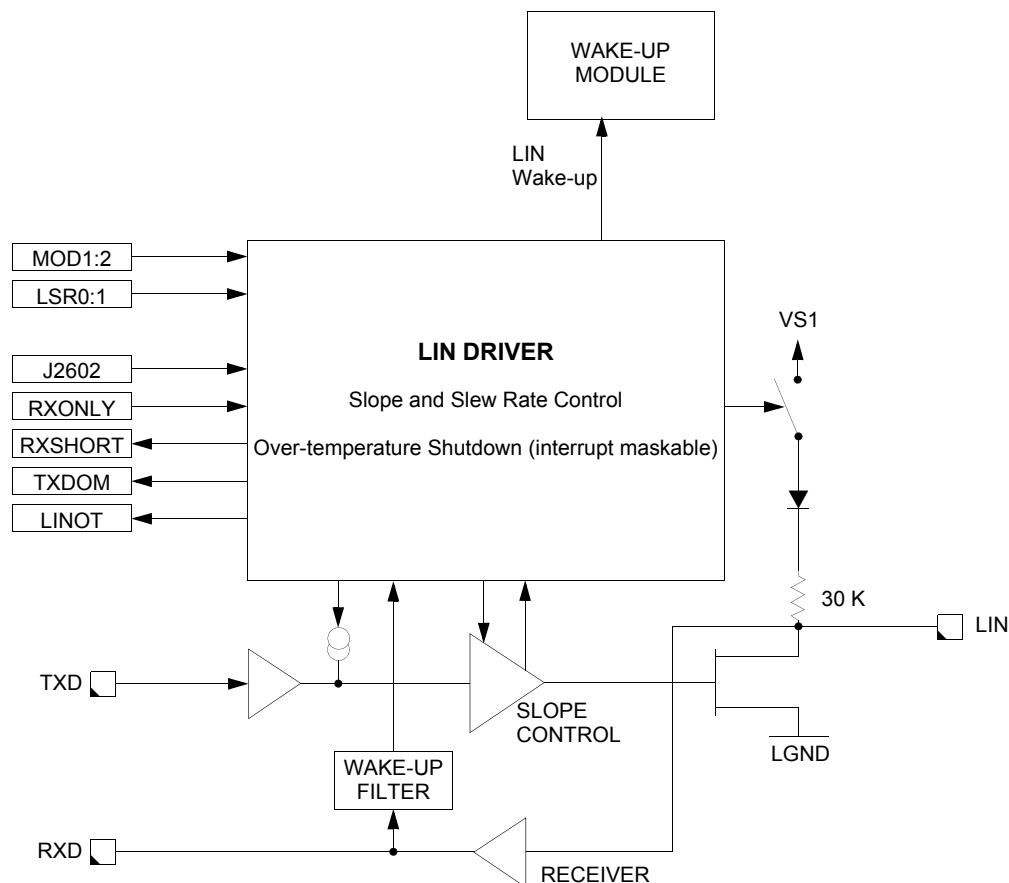 WAKE-UP
MODULE
LIN
Wake-up
MOD1:2
LSR0:1
J2602
RXONLY
RXSHORT
TXDOM
LINOT
LIN DRIVER
Slope and Slew Rate Control
Over-temperature Shutdown (interrupt maskable)
VS1
30 K
LIN
TXD
SLOPE
CONTROL
LGND
WAKE-UP
FILTER
RXD
RECEIVER